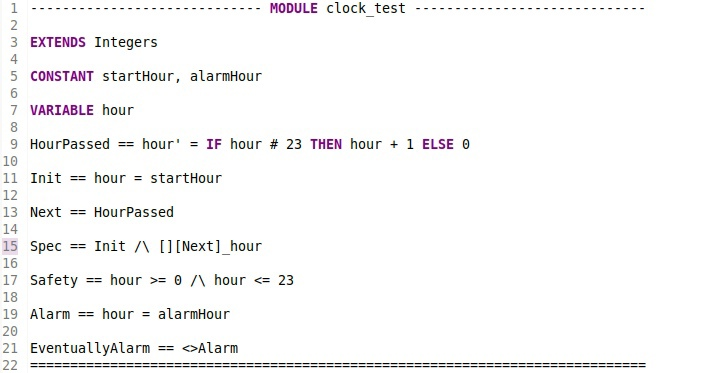 1 ---------------------------- MODULE clock_test ----------------------------
2
3 EXTENDS Integers
4
5 CONSTANT startHour, alarmHour
6
7 VARIABLE hour
8
9 HourPassed == hour' = IF hour # 23 THEN hour + 1 ELSE 0
10
11 Init == hour = startHour
12
13 Next == HourPassed
14
15 Spec == Init /\ [][Next]_hour
16
17 Safety == hour >= 0 /\ hour <= 23
18
19 Alarm == hour = alarmHour
20
21 EventuallyAlarm == <>Alarm
22 =============================================================================